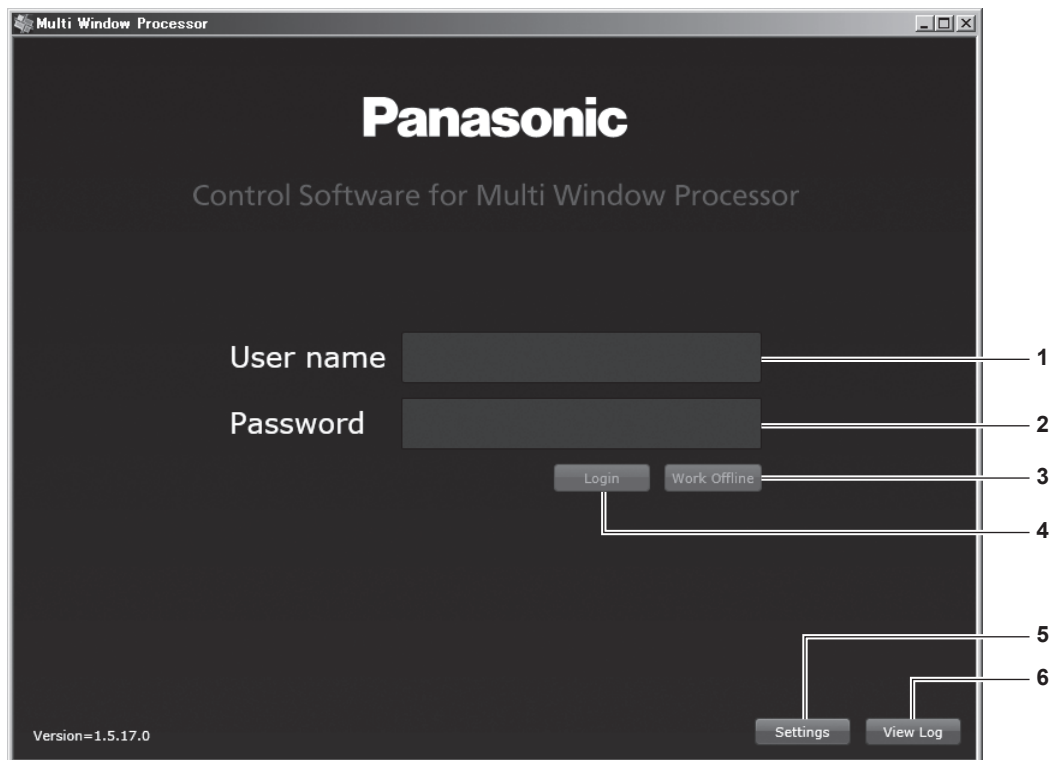 Multi Window Processor
Panasonic
Control Software for Multi Window Processor
User name
1
Password
2
Login
Work Offline
3
4
5
6
Version=1.5.17.0
Settings
View Log